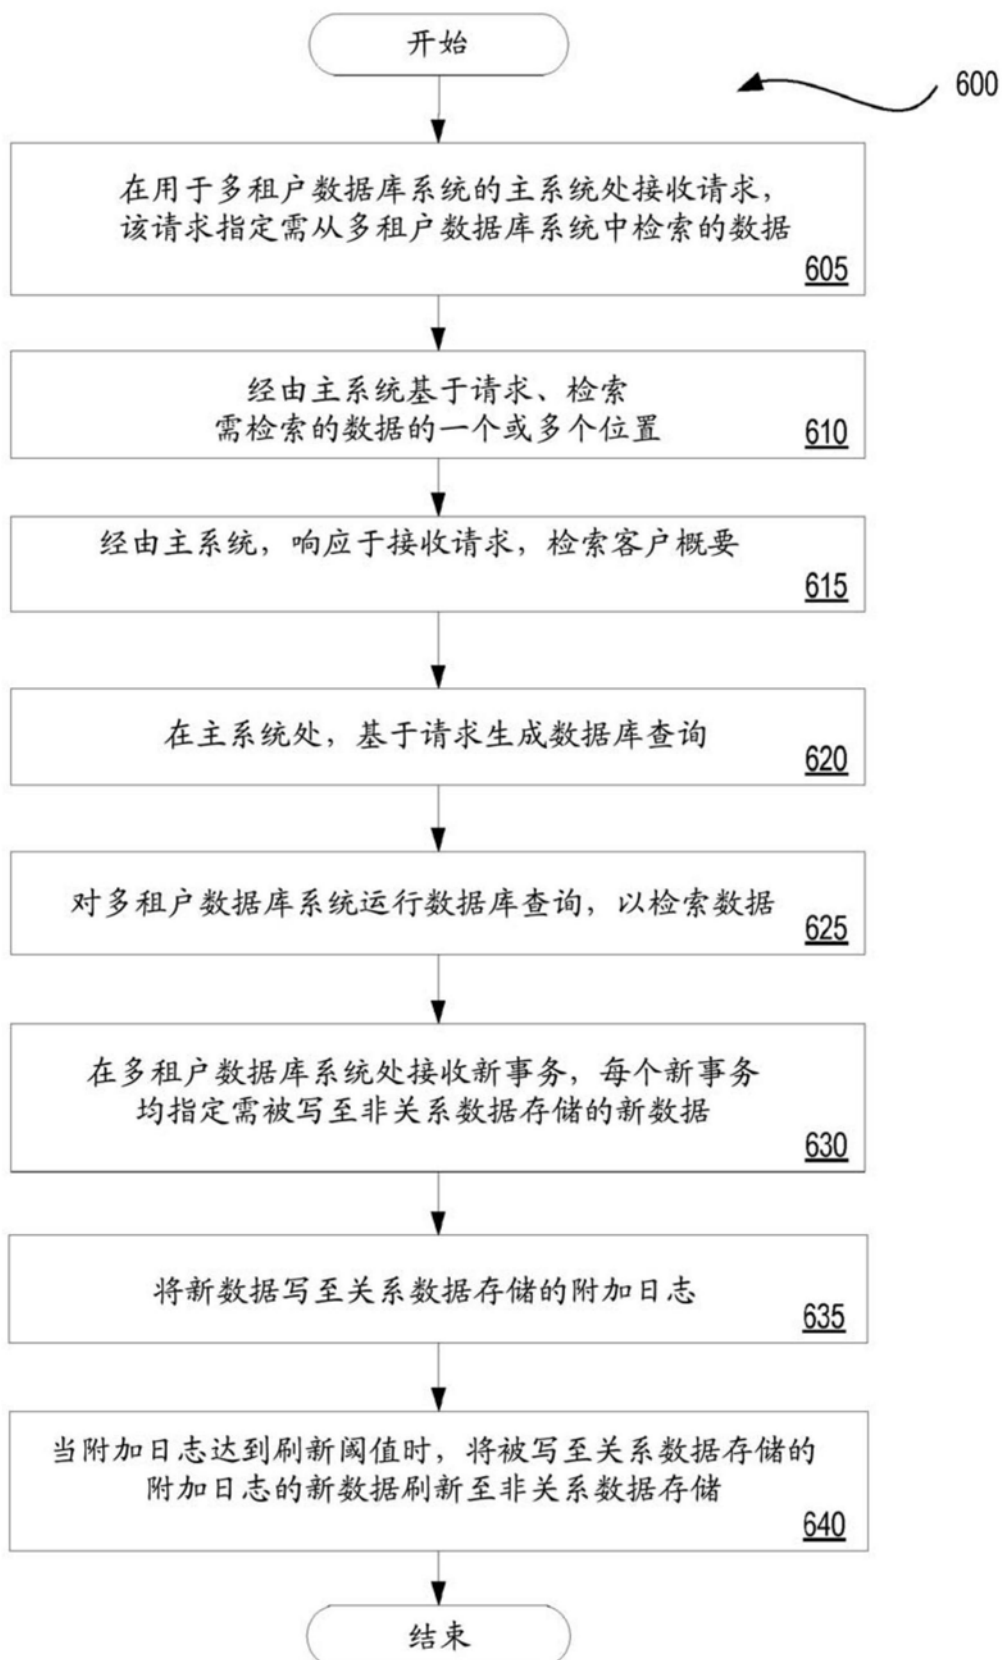 开始
600
在用于多租户数据库系统的主系统处接收请求，
该请求指定需从多租户数据库系统中检索的数据
605
经由主系统基于请求、检索
需检索的数据的一个或多个位置
610
经由主系统，响应于接收请求，检索客户概要
615
在主系统处，基于请求生成数据库查询
620
对多租户数据库系统运行数据库查询，以检索数据
625
在多租户数据库系统处接收新事务，每个新事务
均指定需被写至非关系数据存储的新数据
630
将新数据写至关系数据存储的附加日志
635
当附加日志达到刷新阈值时，将被写至关系数据存储的
附加日志的新数据刷新至非关系数据存储
640
结束